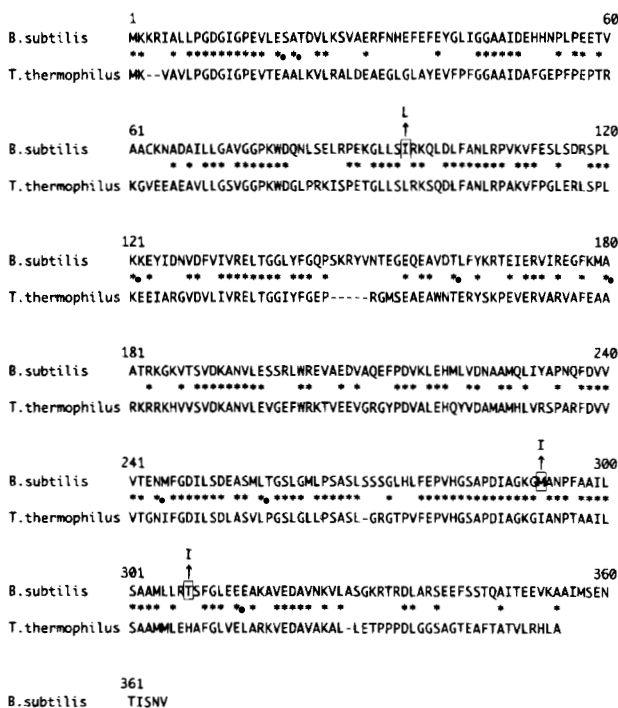 1 60
B.subtilis MKKRIALLPGDGIGPEVLESATDVLKSVAERFNHEFEFEYGLIGGAAIDEHHNPLPEETV
T.thermophilus MK--VAVLPGDGIGPEVTEAALKVLRALDEAEGLGLAYEVFPFGGAAIDAFGEPFPEPTR
L
↑
61 120
B.subtilis AACKNADAILLGAVGGPKWDQNLSELRPEKGLLSIRKQLDLFANLRPVKVFESLSDRSPL
T.thermophilus KGVEEAEAVLLGSVGGPKWDGLPRKISPETGLLSLRKSQDLFANLRPAKVFPGLERLSPL
121 180
B.subtilis KKEYIDNVDFVIVRELTGGLYFGQPSKRYVNTEGEQEAVDTLFYKRTEIERVIREGFKMA
T.thermophilus KEEIARGVDVLIVRELTGGIYFGEP-----RGMSEAEAWNTERYSKPEVERVARVAFEAA
181 240
B.subtilis ATRKGKVTSVDKANVLESSRLWREVAEDVAQEFPDVKLEHMLVDNAAMQLIYAPNQFDVV
T.thermophilus RKRRKHVVSVDKANVLEVGEFWRKTVEEVGRGYPDVALEHQYVDAMAMHLVRSPARFDVV
I
↑
241 300
B.subtilis VTENMFGDILSDEASMLTGSLGMLPSASLSSSGLHLFEPVHGSAPDIAGKGMANPFAAIL
T.thermophilus VTGNIFGDILSDLASVLPGSLGLLPSASL-GRGTPVFEPVHGSAPDIAGKGIANPTAAIL
I
↑
301 360
B.subtilis SAAMLLRTSFGLEEEAKAVEDAVNKVLASGKRTRDLARSEEFSSTQAITEEVKAAIMSEN
T.thermophilus SAAMMLEHAFGLVELARKVEDAVAKAL-LETPPPDLGGSAGTEAFTATVLRHLA
361
B.subtilis TISNV